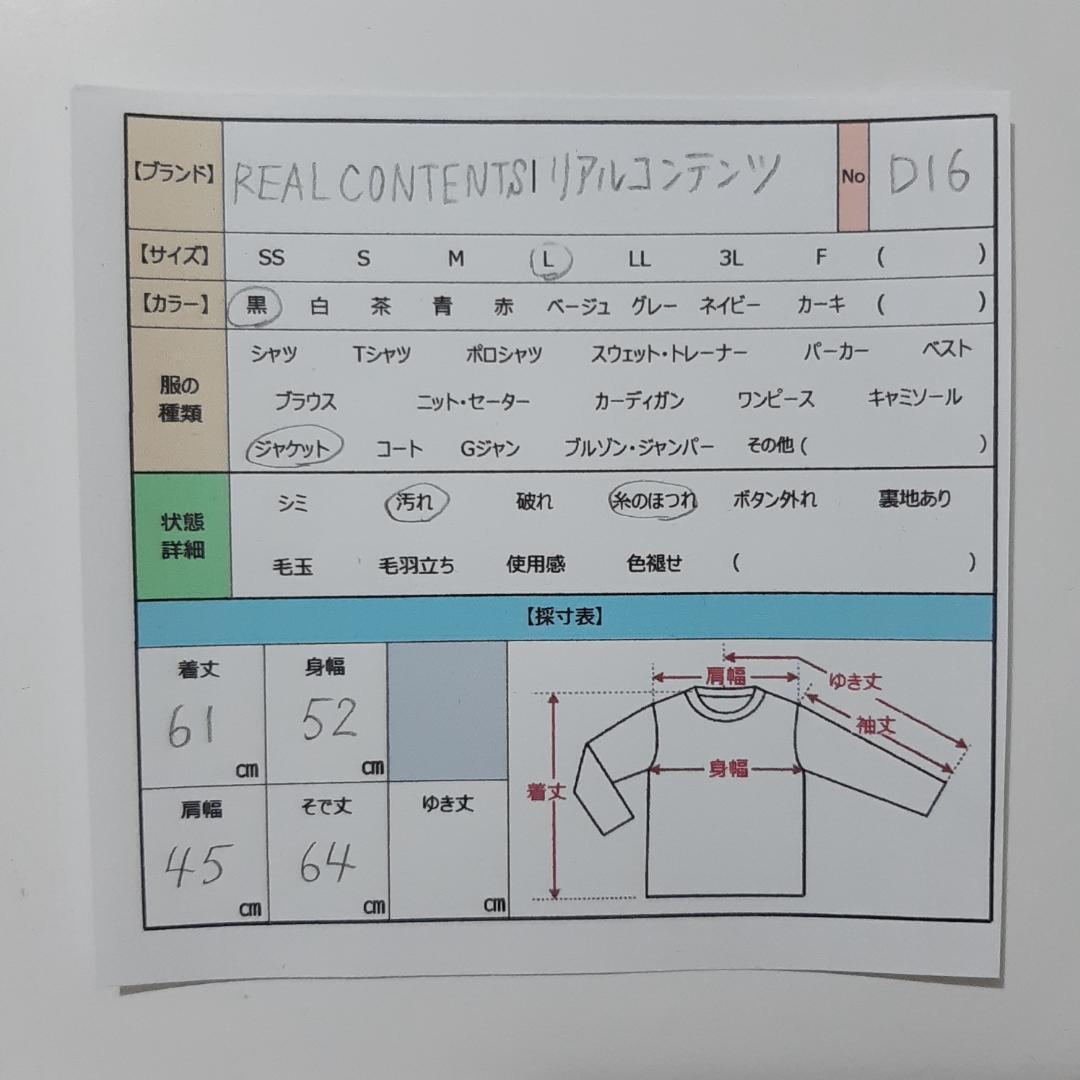 【ブランド】 REAL CONTENTS| リアルコンテンツ No D16
【サイズ】 SS S M L LL 3L F ( )
【カラー】 黒 白 茶 青 赤 ベージュ グレー ネイビー カーキ ( )
服の種類
シャツ Tシャツ ポロシャツ スウェット・トレーナー パーカー ベスト
ブラウス ニット・セーター カーディガン ワンピース キャミソール
ジャケット コート Gジャン ブルゾン・ジャンパー その他 ( )
状態詳細
シミ 汚れ 破れ 糸のほつれ ボタン外れ 裏地あり
毛玉 毛羽立ち 使用感 色褪せ ( )
【採寸表】
着丈 身幅
61 cm 52 cm
肩幅 そで丈 ゆき丈
45 cm 64 cm cm
肩幅 ゆき丈
袖丈
身幅
着丈